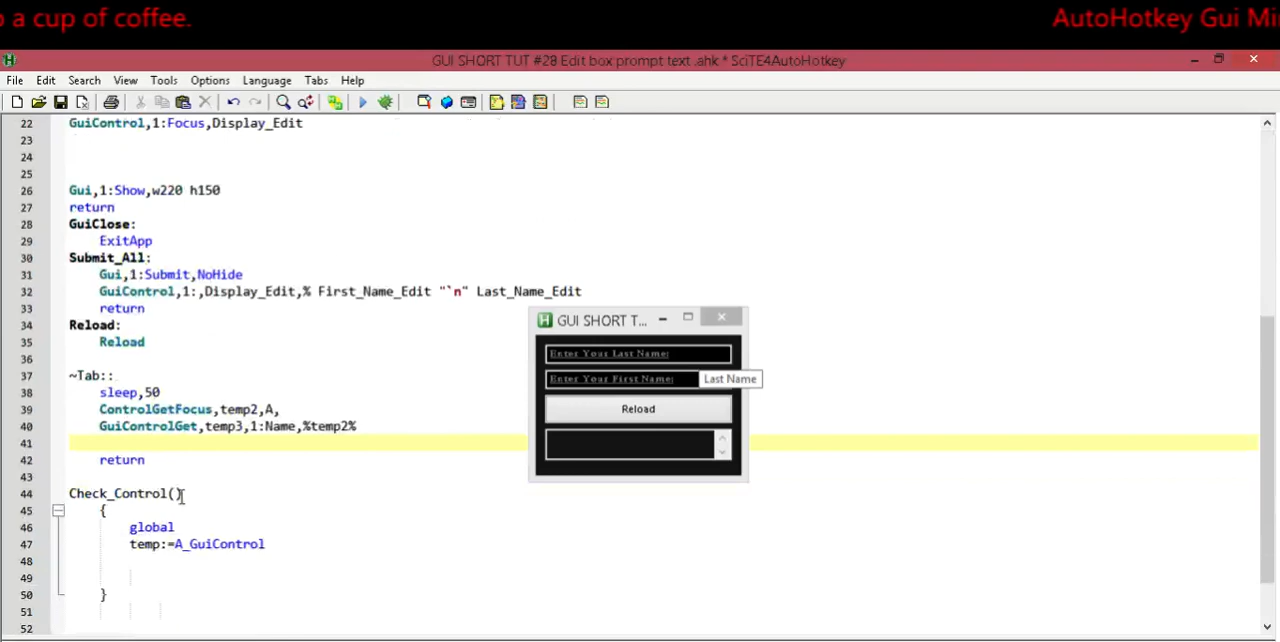 a cup of coffee.
AutoHotkey Gui Mi
GUI SHORT TUT #28 Edit box prompt text .ahk * SciTE4AutoHotkey
File Edit Search View Tools Options Language Tabs Help
22 GuiControl,1:Focus,Display_Edit
23
24
25
26 Gui,1:Show,w220 h150
27 return
28 GuiClose:
29 ExitApp
30 Submit_All:
31 Gui,1:Submit,NoHide
32 GuiControl,1:,Display_Edit,% First_Name_Edit "`n" Last_Name_Edit
33 return
34 Reload:
35 Reload
36
37 ~Tab::
38 sleep,50
39 ControlGetFocus,temp2,A,
40 GuiControlGet,temp3,1:Name,%temp2%
41
42 return
43
44 Check_Control()
45 {
46 global
47 temp:=A_GuiControl
48
49
50 }
51
52
GUI SHORT T...
Enter Your Last Name:
Enter Your First Name:
Last Name
Reload